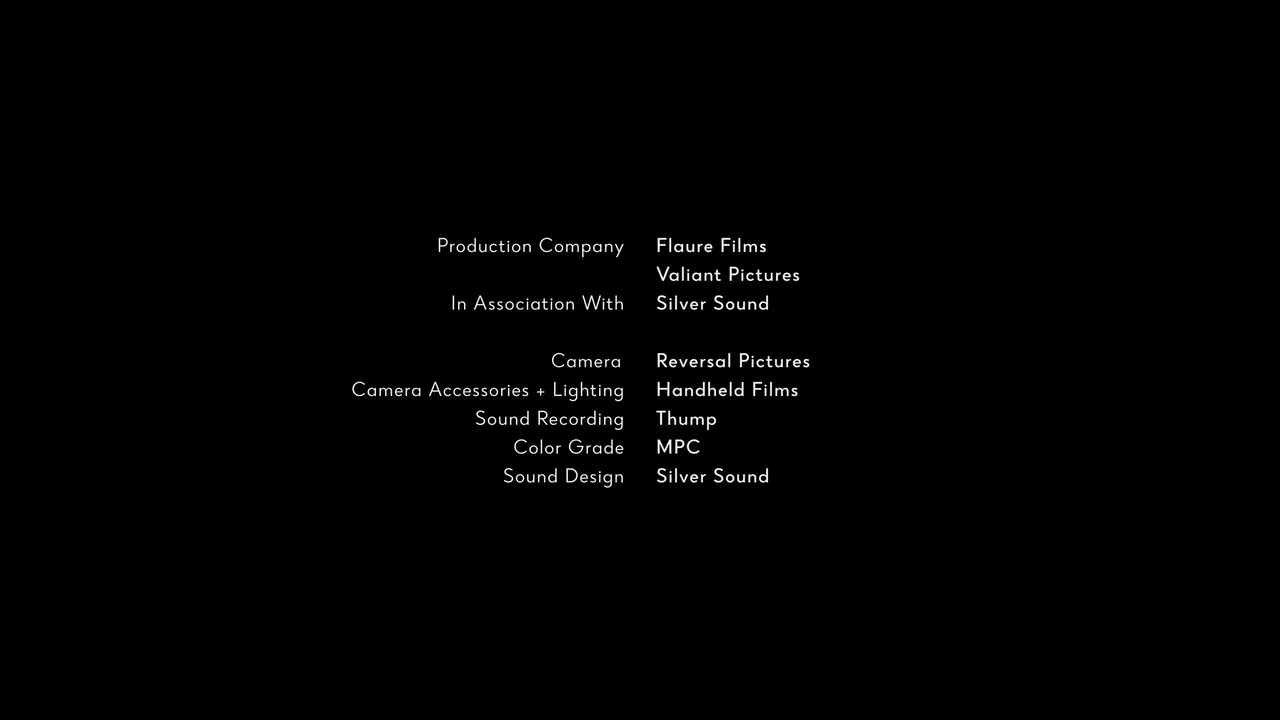 Production Company Flaure Films
Valiant Pictures
In Association With Silver Sound
Camera Reversal Pictures
Camera Accessories + Lighting Handheld Films
Sound Recording Thump
Color Grade MPC
Sound Design Silver Sound